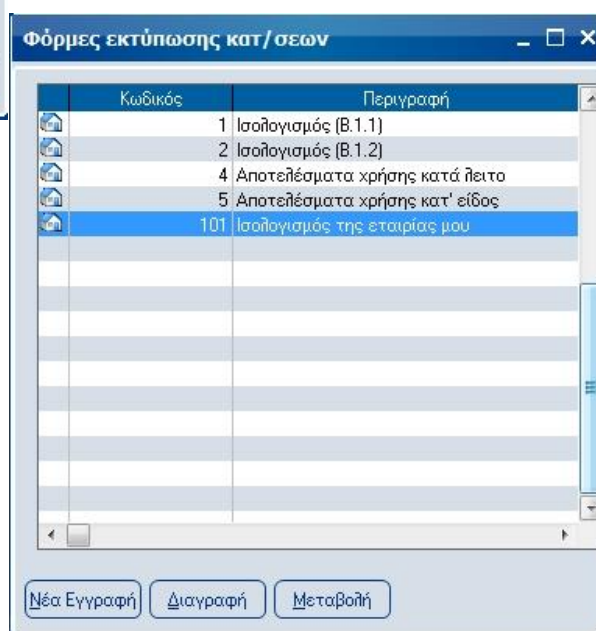 Φόρμες εκτύπωσης κατ/σεων
Κωδικός Περιγραφή
1 Ισολογισμός (Β.1.1)
2 Ισολογισμός (Β.1.2)
4 Αποτελέσματα χρήσης κατά λειτο
5 Αποτελέσματα χρήσης κατ' είδος
101 Ισολογισμός της εταιρίας μου
Νέα Εγγραφή Διαγραφή Μεταβολή